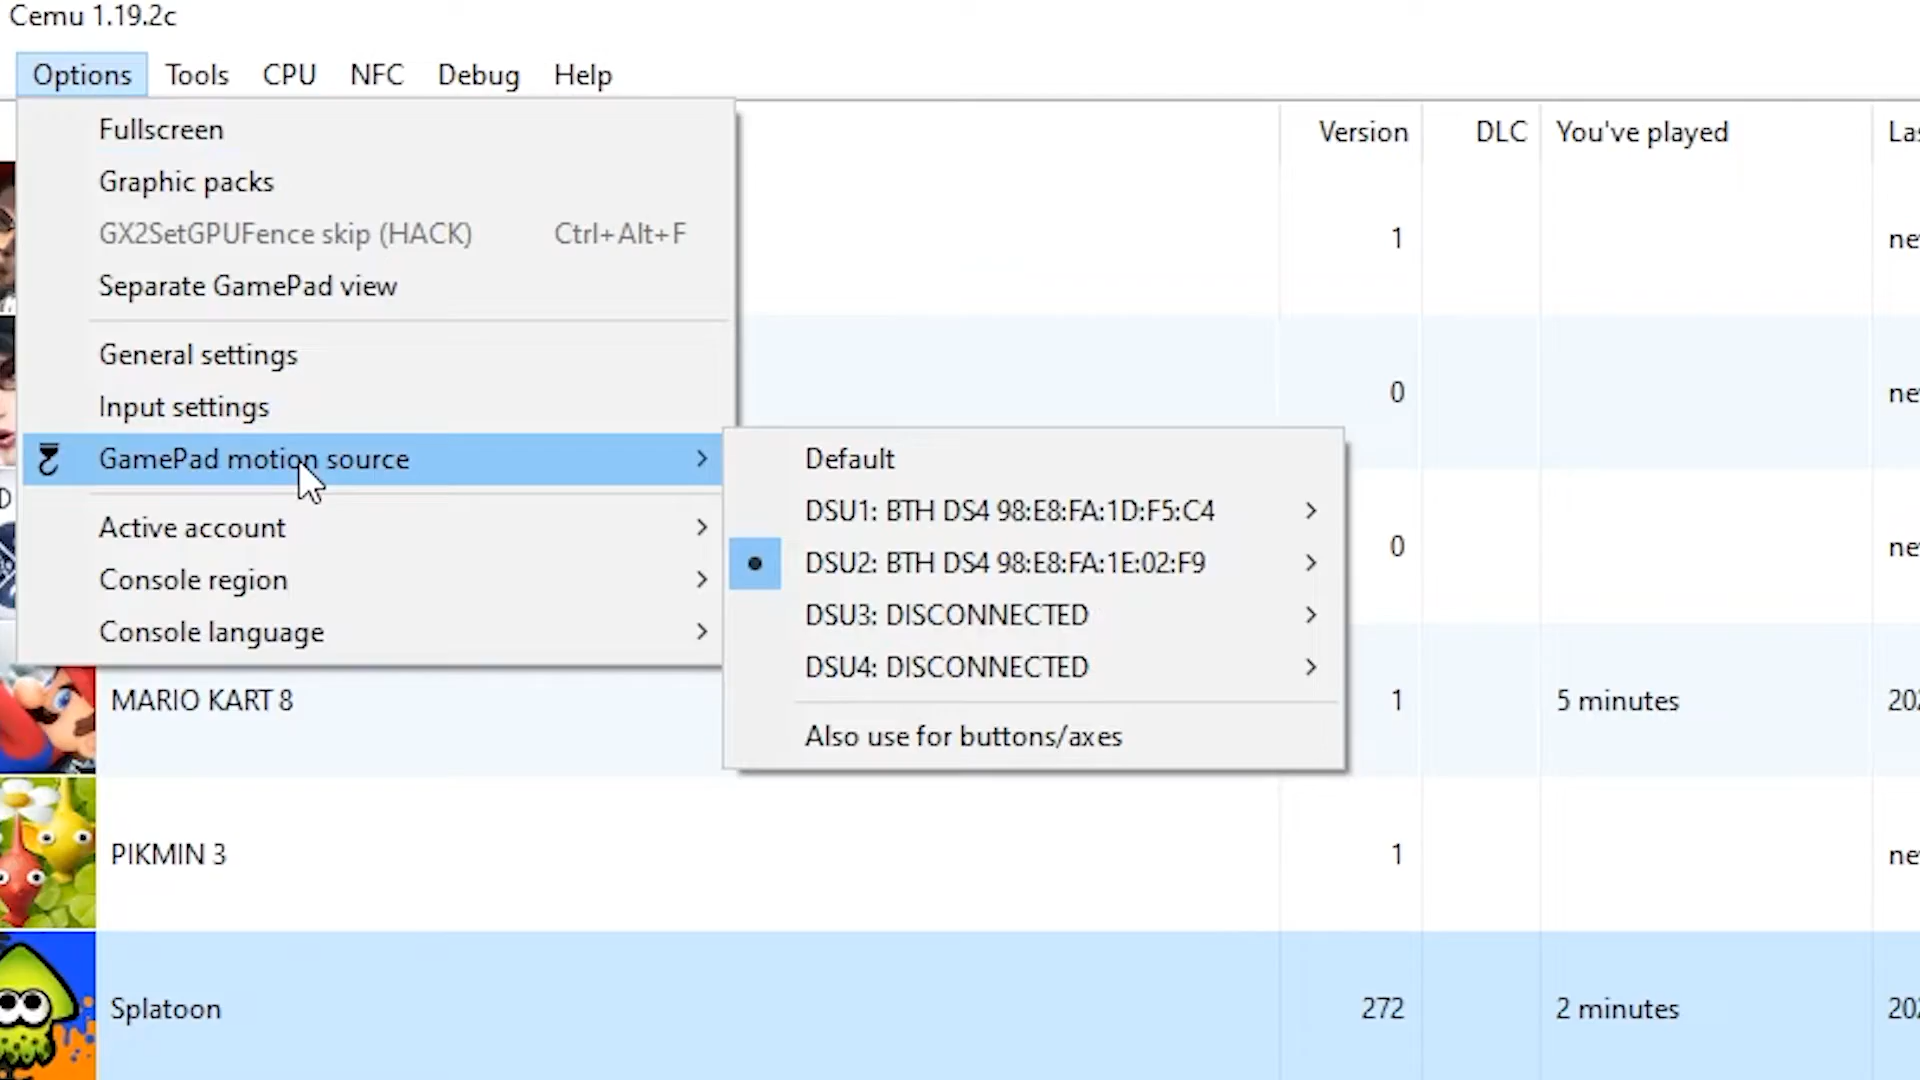 Cemu 1.19.2c
Options Tools CPU NFC Debug Help
Fullscreen
Graphic packs
GX2SetGPUFence skip (HACK) Ctrl+Alt+F
Separate GamePad view
General settings
Input settings
GamePad motion source
Active account
Console region
Console language
Default
DSU1: BTH DS4 98:E8:FA:1D:F5:C4
DSU2: BTH DS4 98:E8:FA:1E:02:F9
DSU3: DISCONNECTED
DSU4: DISCONNECTED
Also use for buttons/axes
Version DLC You've played
1
0
0
MARIO KART 8 1 5 minutes
PIKMIN 3 1
Splatoon 272 2 minutes